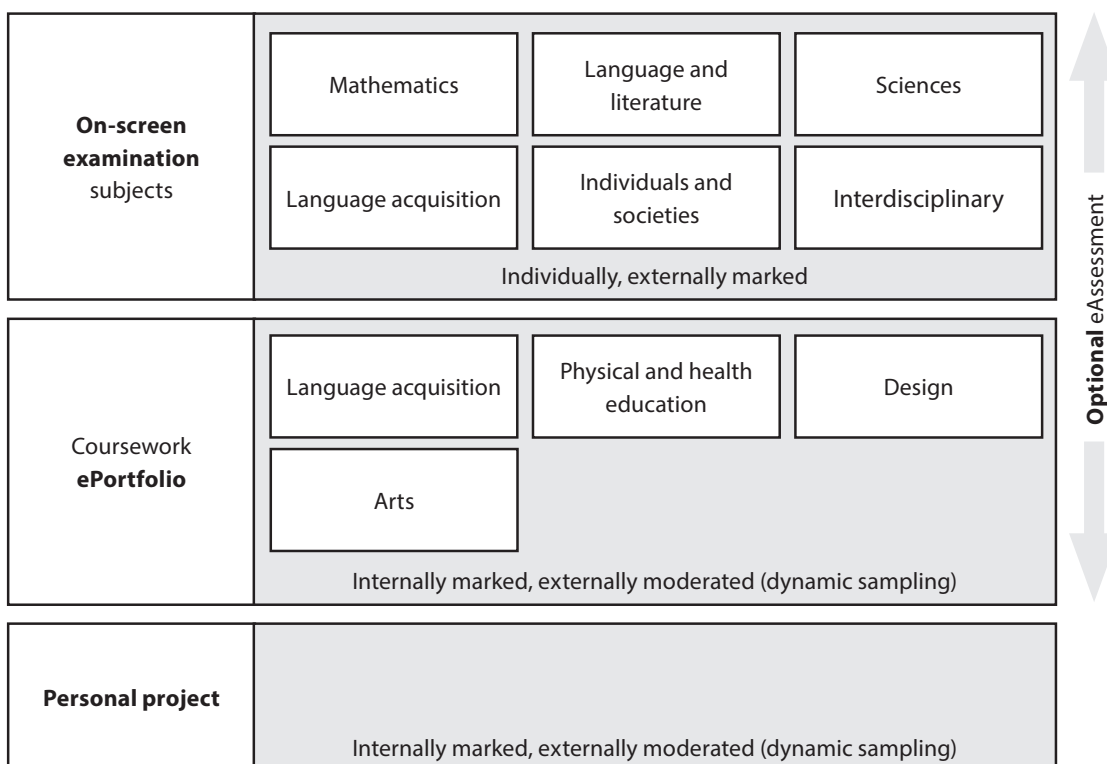 On-screen
examination
subjects
Mathematics
Language and
literature
Sciences
Language acquisition
Individuals and
societies
Interdisciplinary
Individually, externally marked
Coursework
ePortfolio
Language acquisition
Physical and health
education
Design
Arts
Internally marked, externally moderated (dynamic sampling)
Optional eAssessment
Personal project
Internally marked, externally moderated (dynamic sampling)